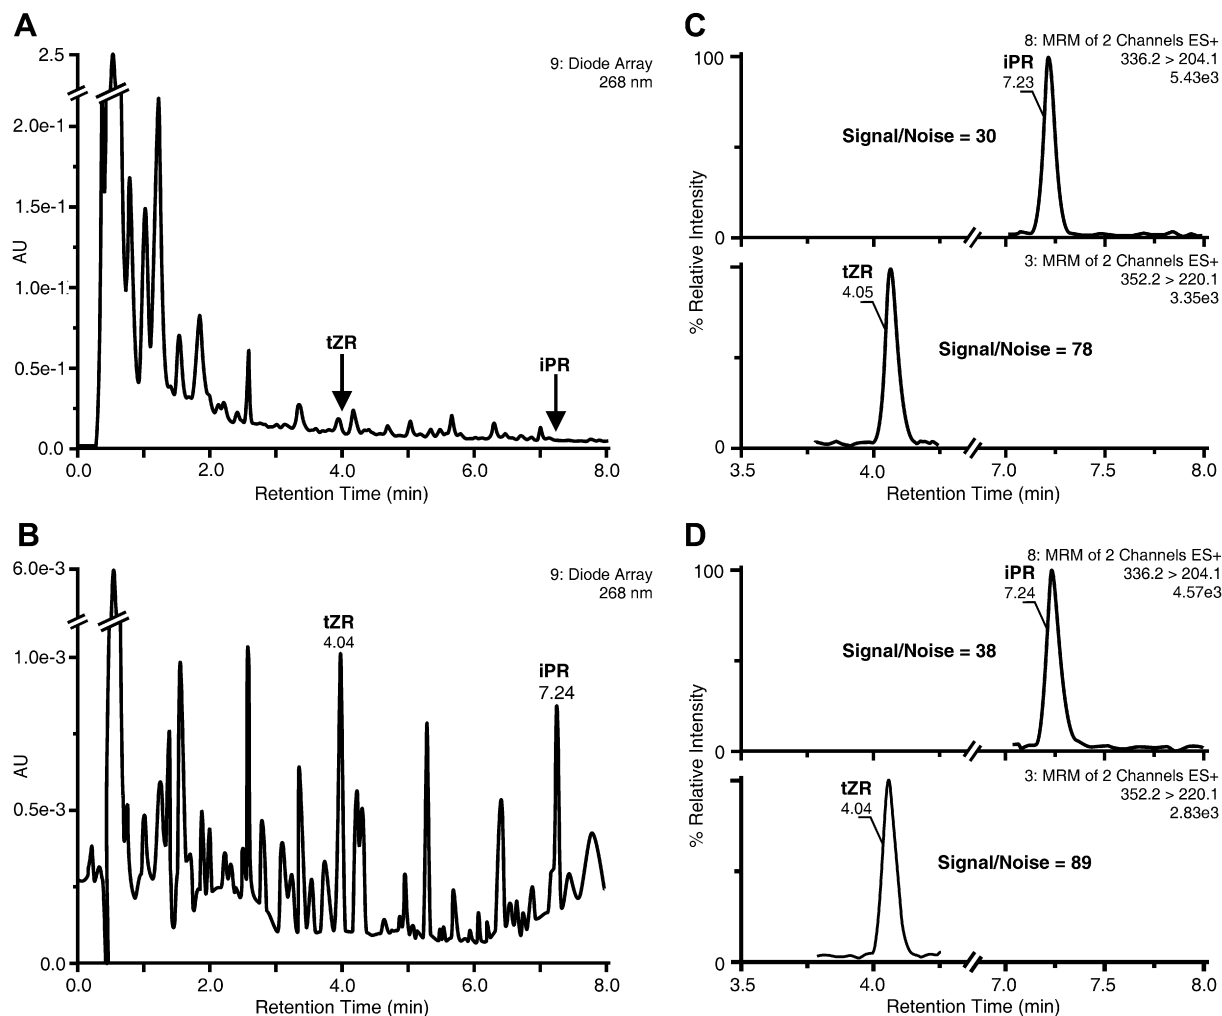 A
2.5
2.0e-1
1.5e-1
1.0e-1
0.5e-1
0.0
AU
9: Diode Array
268 nm
tZR
iPR
0.0 2.0 4.0 6.0 8.0
Retention Time (min)
B
6.0e-3
1.0e-3
0.5e-3
0.0
AU
9: Diode Array
268 nm
tZR
4.04
iPR
7.24
0.0 2.0 4.0 6.0 8.0
Retention Time (min)
C
8: MRM of 2 Channels ES+
336.2 > 204.1
5.43e3
100
0
iPR
7.23
Signal/Noise = 30
% Relative Intensity
3: MRM of 2 Channels ES+
352.2 > 220.1
3.35e3
tZR
4.05
Signal/Noise = 78
0
3.5 4.0 7.0 7.5 8.0
Retention Time (min)
D
8: MRM of 2 Channels ES+
336.2 > 204.1
4.57e3
100
0
iPR
7.24
Signal/Noise = 38
% Relative Intensity
3: MRM of 2 Channels ES+
352.2 > 220.1
2.83e3
tZR
4.04
Signal/Noise = 89
0
3.5 4.0 7.0 7.5 8.0
Retention Time (min)